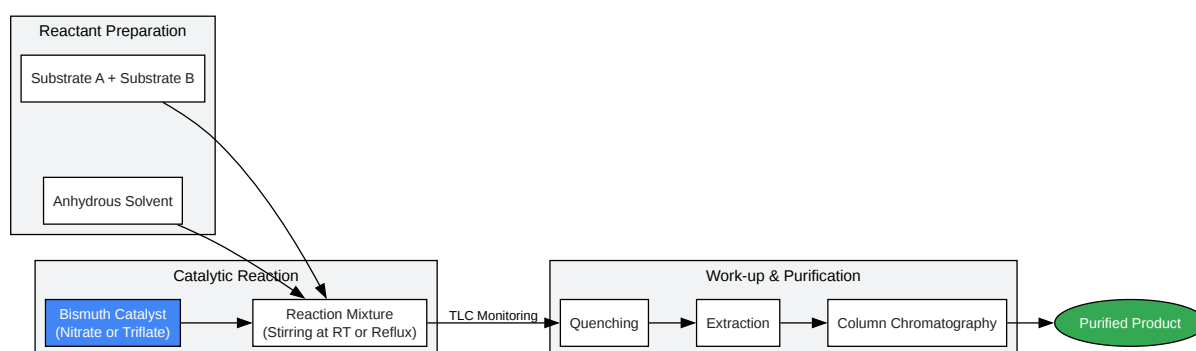 Reactant Preparation
Substrate A + Substrate B
Anhydrous Solvent
Catalytic Reaction
Bismuth Catalyst
(Nitrate or Triflate)
Reaction Mixture
(Stirring at RT or Reflux)
TLC Monitoring
Work-up & Purification
Quenching
Extraction
Column Chromatography
Purified Product